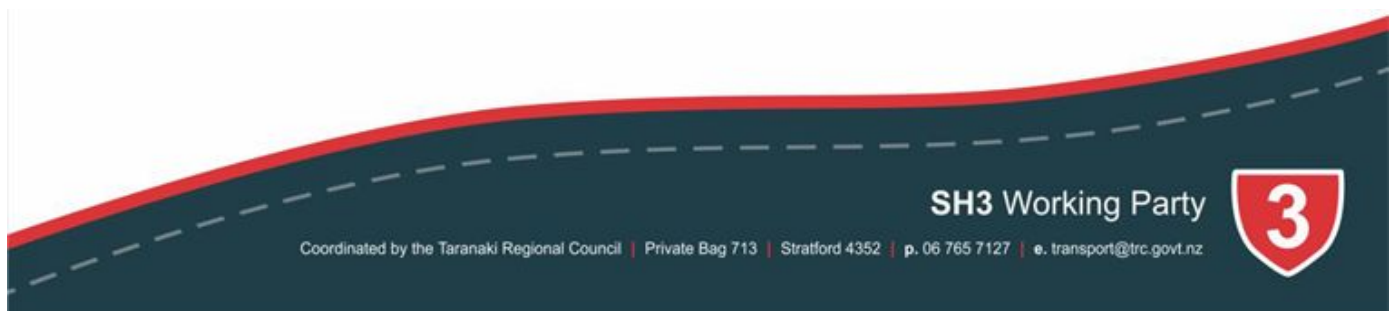 SH3 Working Party
3
Coordinated by the Taranaki Regional Council | Private Bag 713 | Stratford 4352 | p. 06 765 7127 | e. transport@trc.govt.nz